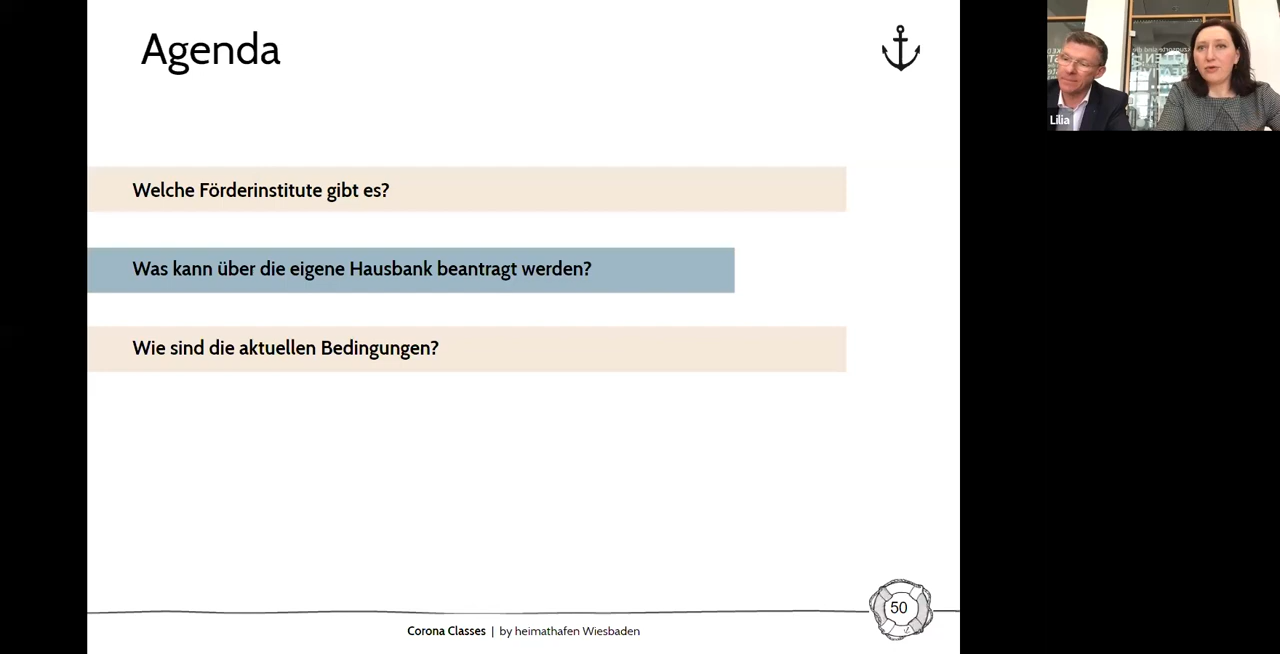 Agenda
Welche Förderinstitute gibt es?
Was kann über die eigene Hausbank beantragt werden?
Wie sind die aktuellen Bedingungen?
50
Corona Classes | by heimathafen Wiesbaden
Lilia